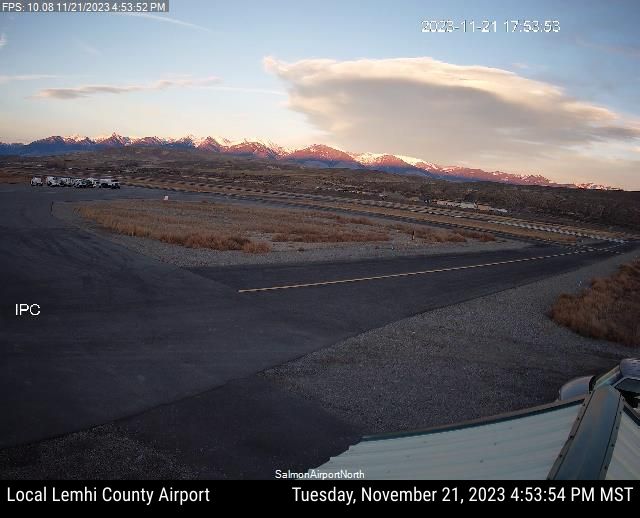 FPS: 10.08 11/21/2023 4:53:52 PM
2023-11-21 17:53:53
IPC
SalmonAirportNorth
Local Lemhi County Airport
Tuesday, November 21, 2023 4:53:54 PM MST